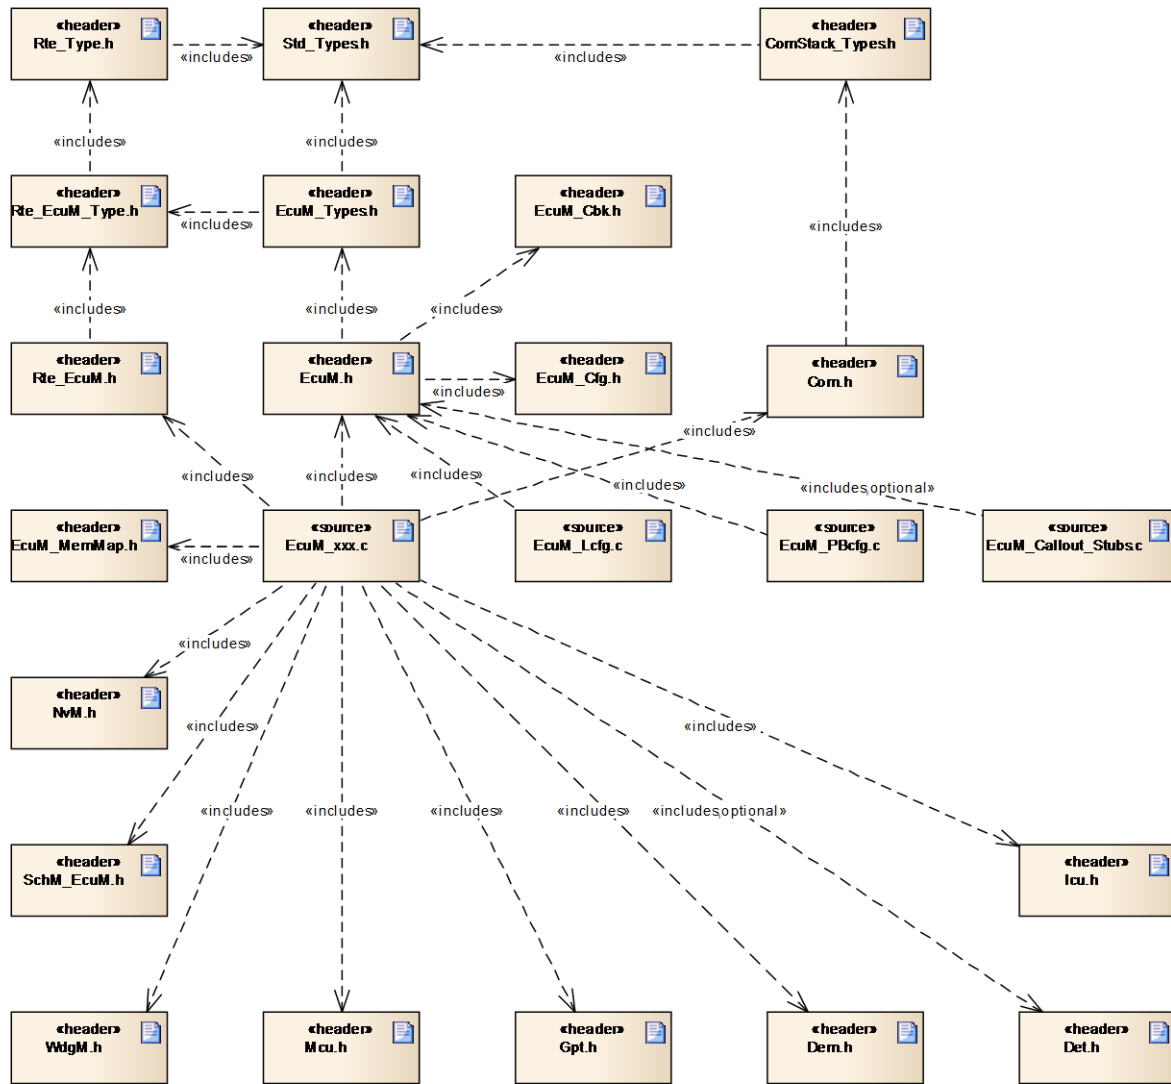 «header»
Rte_Type.h
«header»
Std_Types.h
«header»
ComStack_Types.h
«includes»
«includes»
«includes»
«includes»
«header»
Rte_EcuM_Type.h
«header»
EcuM_Types.h
«header»
EcuM_Cbk.h
«includes»
«includes»
«includes»
«includes»
«includes»
«header»
Rte_EcuM.h
«header»
EcuM.h
«header»
EcuM_Cfg.h
«header»
Com.h
«includes»
«includes»
«includes»
«includes»
«includes»
«includes»
«includes,optional»
«header»
EcuM_MemMap.h
«source»
EcuM_xxx.c
«source»
EcuM_Lcfg.c
«source»
EcuM_PBcfg.c
«source»
EcuM_Callout_Stubs.c
«includes»
«includes»
«header»
NvM.h
«includes»
«includes»
«includes»
«includes»
«includes»
«includes»
«includes,optional»
«header»
SchM_EcuM.h
«header»
Icu.h
«header»
WdgM.h
«header»
Mcu.h
«header»
Gpt.h
«header»
Dem.h
«header»
Det.h